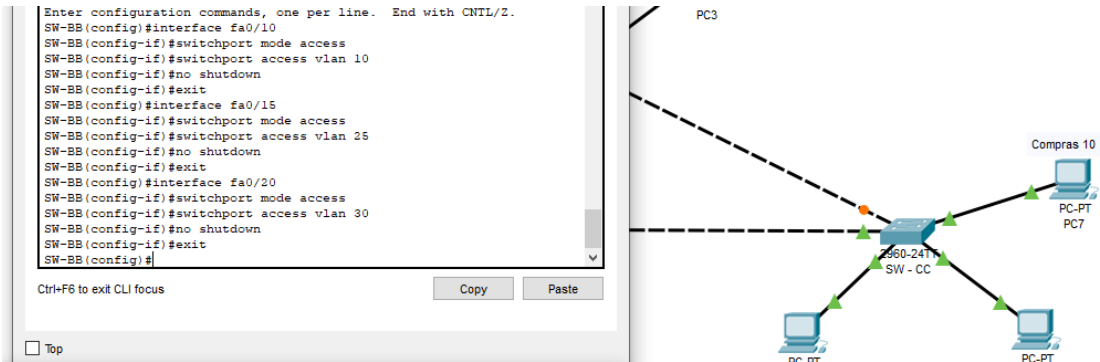 Enter configuration commands, one per line.  End with CNTL/Z.
SW-BB(config)#interface fa0/10
SW-BB(config-if)#switchport mode access
SW-BB(config-if)#switchport access vlan 10
SW-BB(config-if)#no shutdown
SW-BB(config-if)#exit
SW-BB(config)#interface fa0/15
SW-BB(config-if)#switchport mode access
SW-BB(config-if)#switchport access vlan 25
SW-BB(config-if)#no shutdown
SW-BB(config-if)#exit
SW-BB(config)#interface fa0/20
SW-BB(config-if)#switchport mode access
SW-BB(config-if)#switchport access vlan 30
SW-BB(config-if)#no shutdown
SW-BB(config-if)#exit
SW-BB(config)#
Ctrl+F6 to exit CLI focus
Copy
Paste
Top
PC3
Compras 10
PC-PT
PC7
2960-24TT
SW - CC
PC-PT
PC-PT